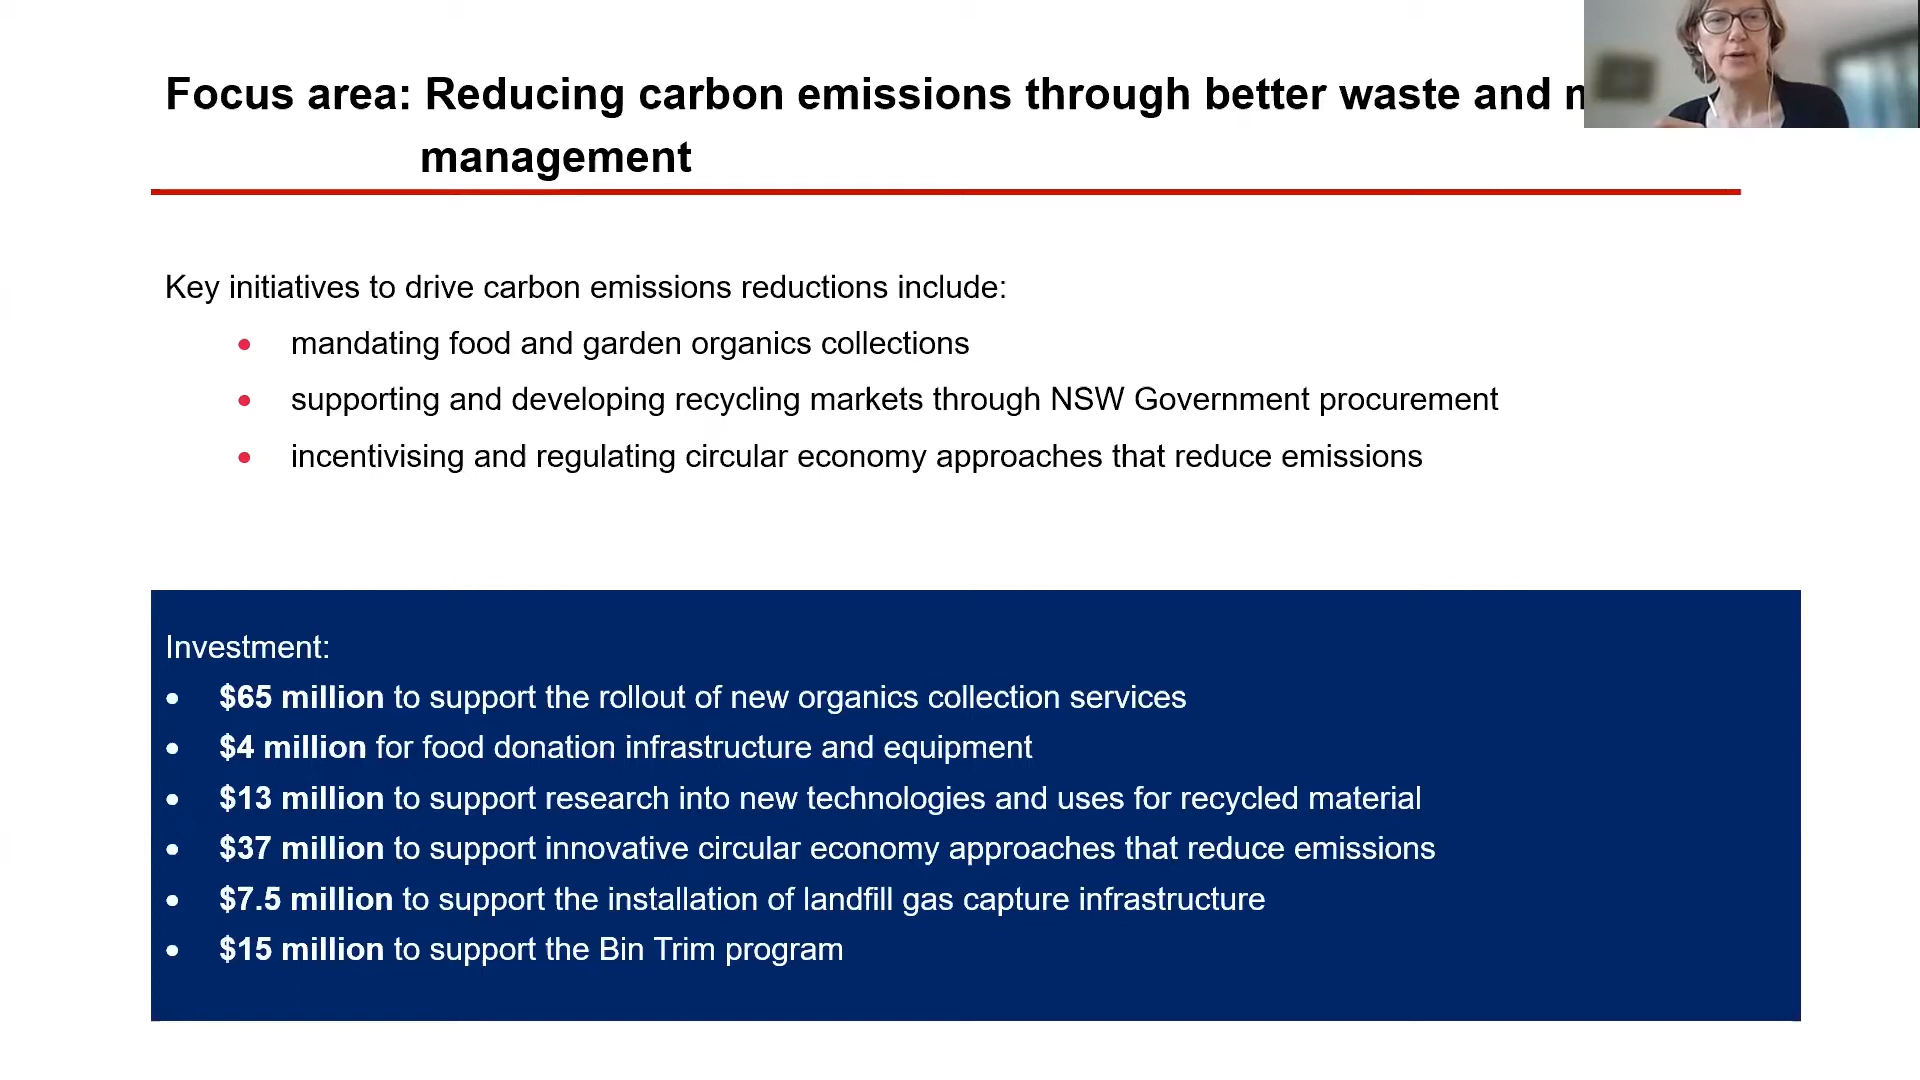 Focus area: Reducing carbon emissions through better waste and
management
Key initiatives to drive carbon emissions reductions include:
• mandating food and garden organics collections
• supporting and developing recycling markets through NSW Government procurement
• incentivising and regulating circular economy approaches that reduce emissions
Investment:
• $65 million to support the rollout of new organics collection services
• $4 million for food donation infrastructure and equipment
• $13 million to support research into new technologies and uses for recycled material
• $37 million to support innovative circular economy approaches that reduce emissions
• $7.5 million to support the installation of landfill gas capture infrastructure
• $15 million to support the Bin Trim program